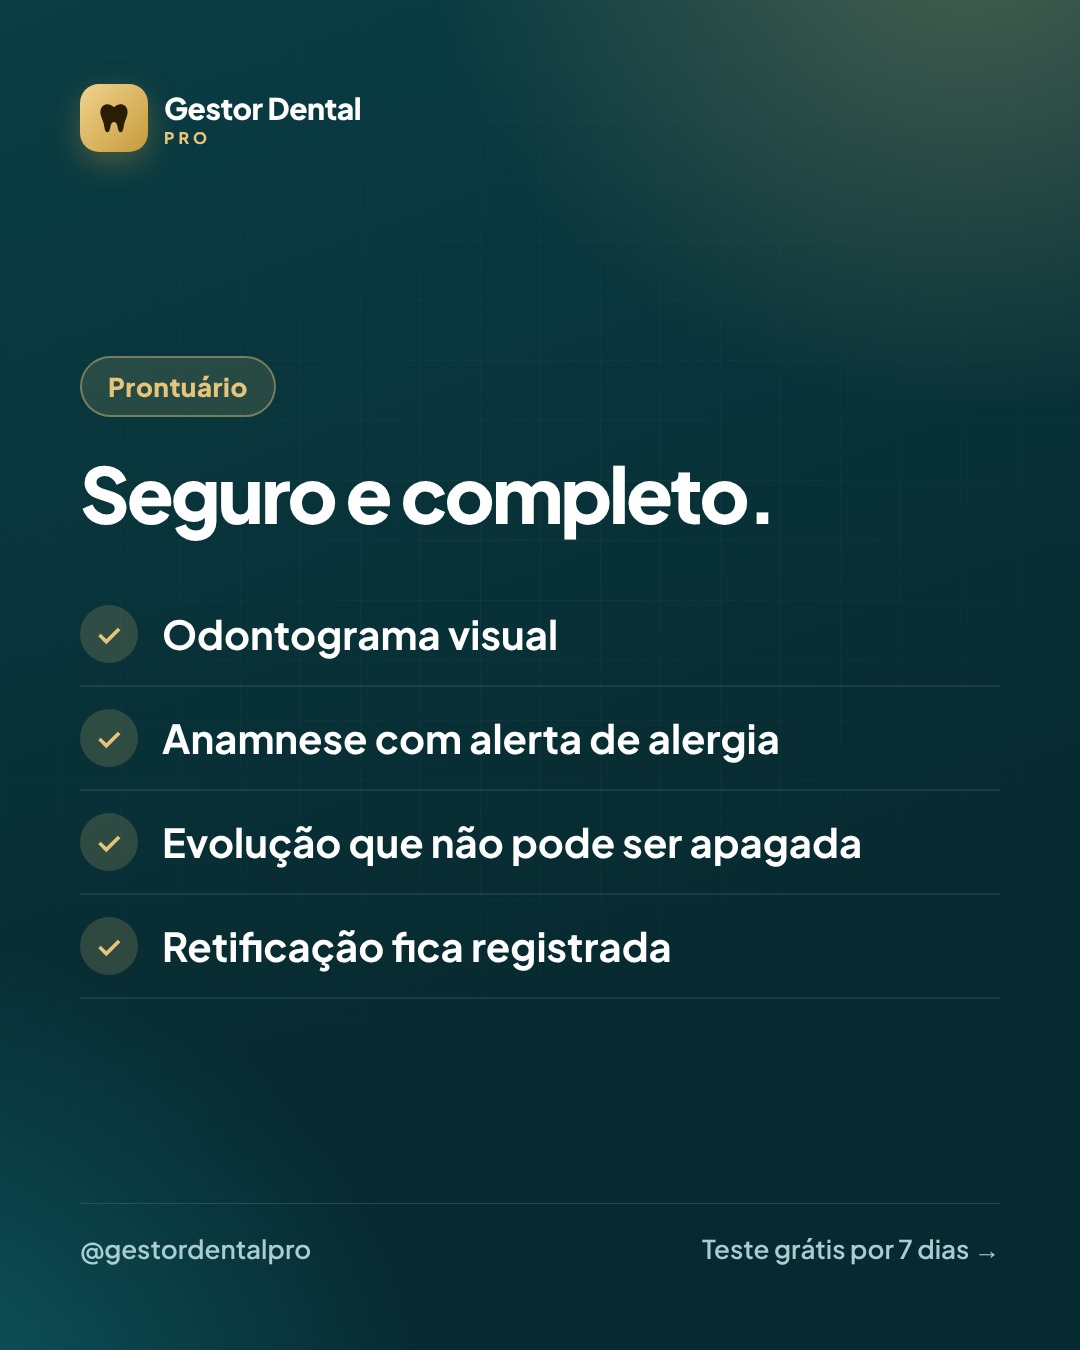 Gestor Dental
PRO
Prontuário
Seguro e completo.
Odontograma visual
Anamnese com alerta de alergia
Evolução que não pode ser apagada
Retificação fica registrada
@gestordentalpro
Teste grátis por 7 dias →